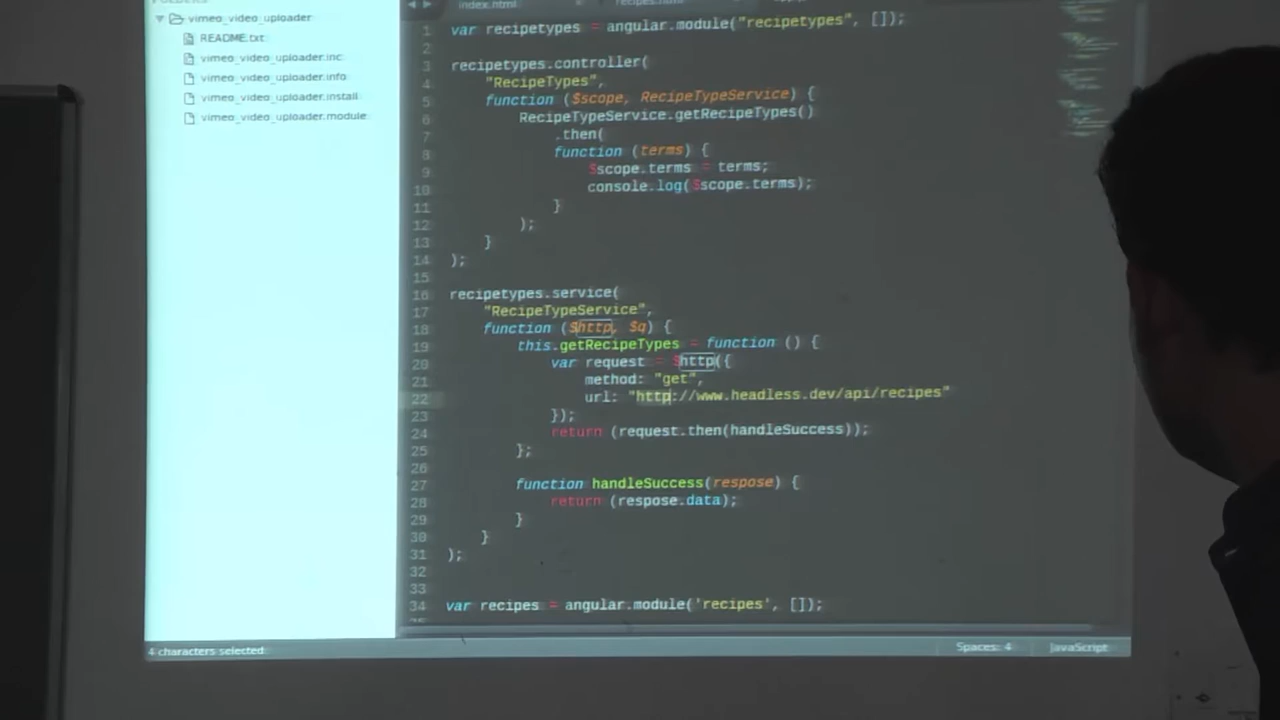 FOLDERS
vimeo_video_uploader
README.txt
vimeo_video_uploader.inc
vimeo_video_uploader.info
vimeo_video_uploader.install
vimeo_video_uploader.module
index.html
recipes.html
1 var recipetypes = angular.module("recipetypes", []);
2
3 recipetypes.controller(
4 "RecipeTypes",
5 function ($scope, RecipeTypeService) {
6 RecipeTypeService.getRecipeTypes()
7 .then(
8 function (terms) {
9 $scope.terms = terms;
10 console.log($scope.terms);
11 }
12 );
13 }
14 );
15
16 recipetypes.service(
17 "RecipeTypeService",
18 function ($http, $q) {
19 this.getRecipeTypes = function () {
20 var request = $http({
21 method: "get",
22 url: "http://www.headless.dev/api/recipes"
23 });
24 return (request.then(handleSuccess));
25 };
26
27 function handleSuccess(respose) {
28 return (respose.data);
29 }
30 }
31 );
32
33
34 var recipes = angular.module('recipes', []);
4 characters selected
Spaces: 4
JavaScript